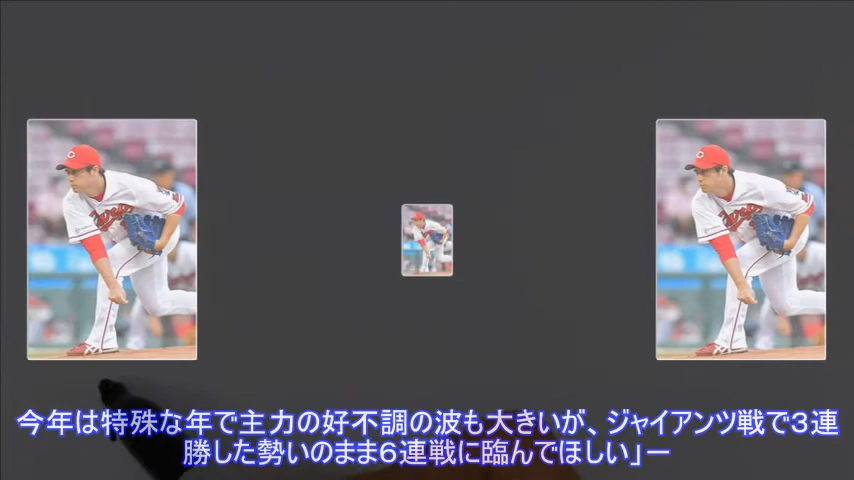 今年は特殊な年で主力の好不調の波も大きいが、ジャイアンツ戦で3連
勝した勢いのまま6連戦に臨んでほしい」ー